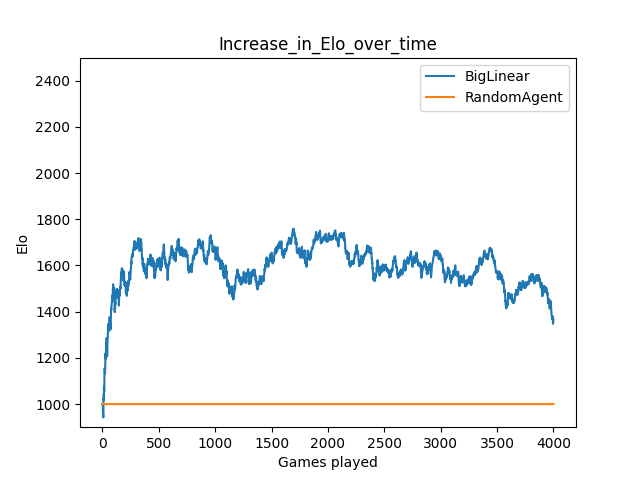 Increase_in_Elo_over_time
BigLinear
RandomAgent
Elo
2400
2200
2000
1800
1600
1400
1200
1000
0 500 1000 1500 2000 2500 3000 3500 4000
Games played